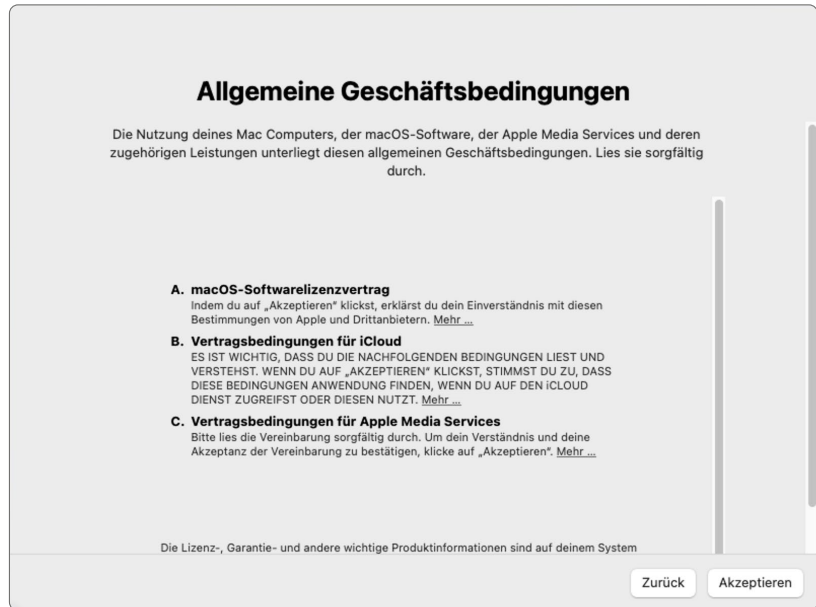 Allgemeine Geschäftsbedingungen
Die Nutzung deines Mac Computers, der macOS-Software, der Apple Media Services und deren
zugehörigen Leistungen unterliegt diesen allgemeinen Geschäftsbedingungen. Lies sie sorgfältig
durch.
A. macOS-Softwarelizenzvertrag
Indem du auf „Akzeptieren“ klickst, erklärst du dein Einverständnis mit diesen
Bestimmungen von Apple und Drittanbietern. Mehr ...
B. Vertragsbedingungen für iCloud
ES IST WICHTIG, DASS DU DIE NACHFOLGENDEN BEDINGUNGEN LIEST UND
VERSTEHST. WENN DU AUF „AKZEPTIEREN“ KLICKST, STIMMST DU ZU, DASS
DIESE BEDINGUNGEN ANWENDUNG FINDEN, WENN DU AUF DEN iCLOUD
DIENST ZUGREIFST ODER DIESEN NUTZT. Mehr ...
C. Vertragsbedingungen für Apple Media Services
Bitte lies die Vereinbarung sorgfältig durch. Um dein Verständnis und deine
Akzeptanz der Vereinbarung zu bestätigen, klicke auf „Akzeptieren“. Mehr ...
Die Lizenz-, Garantie- und andere wichtige Produktinformationen sind auf deinem System
Zurück
Akzeptieren